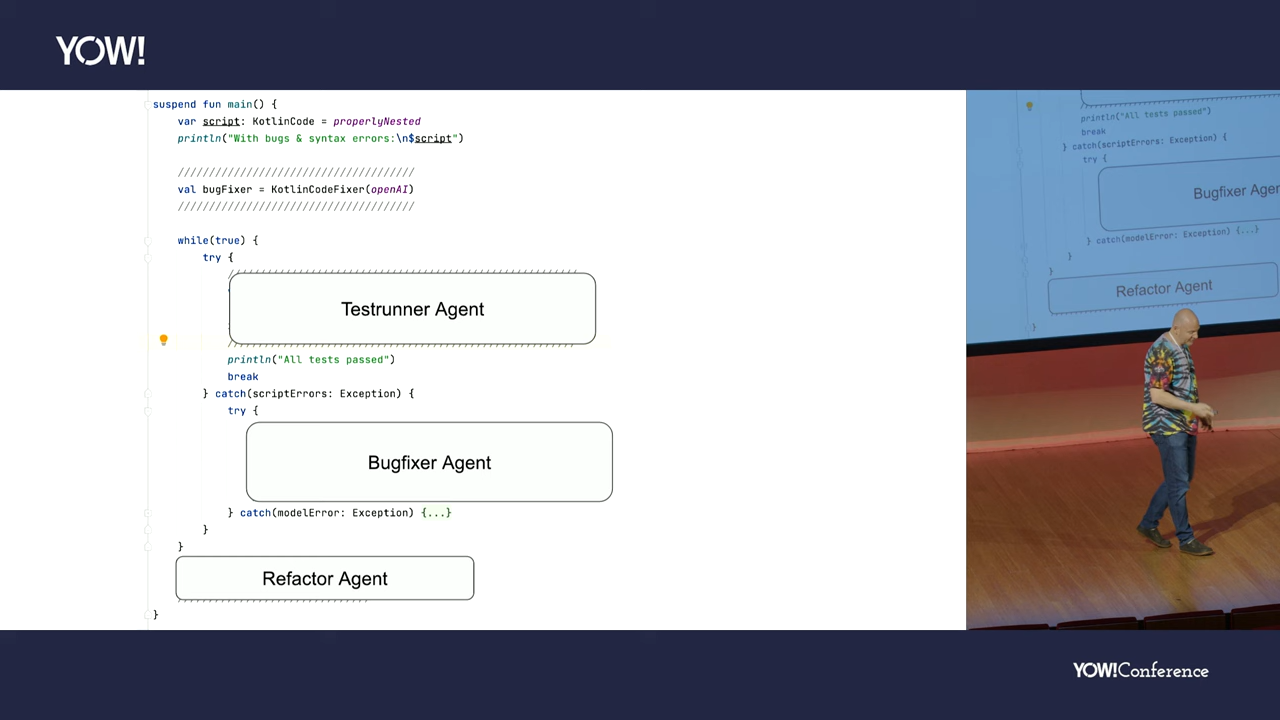 YOW!
suspend fun main() {
var script: KotlinCode = properlyNested
println("With bugs & syntax errors:\n$script")
/////////////////////////////////////
val bugFixer = KotlinCodeFixer(openAI)
/////////////////////////////////////
while(true) {
try {
Testrunner Agent
println("All tests passed")
break
} catch(scriptErrors: Exception) {
try {
Bugfixer Agent
} catch(modelError: Exception) {...}
}
}
Refactor Agent
}
println("All tests passed")
break
} catch(scriptErrors: Exception) {
try {
Bugfixer Agen
} catch(modelError: Exception) {...}
}
}
Refactor Agent
}
YOW!Conference